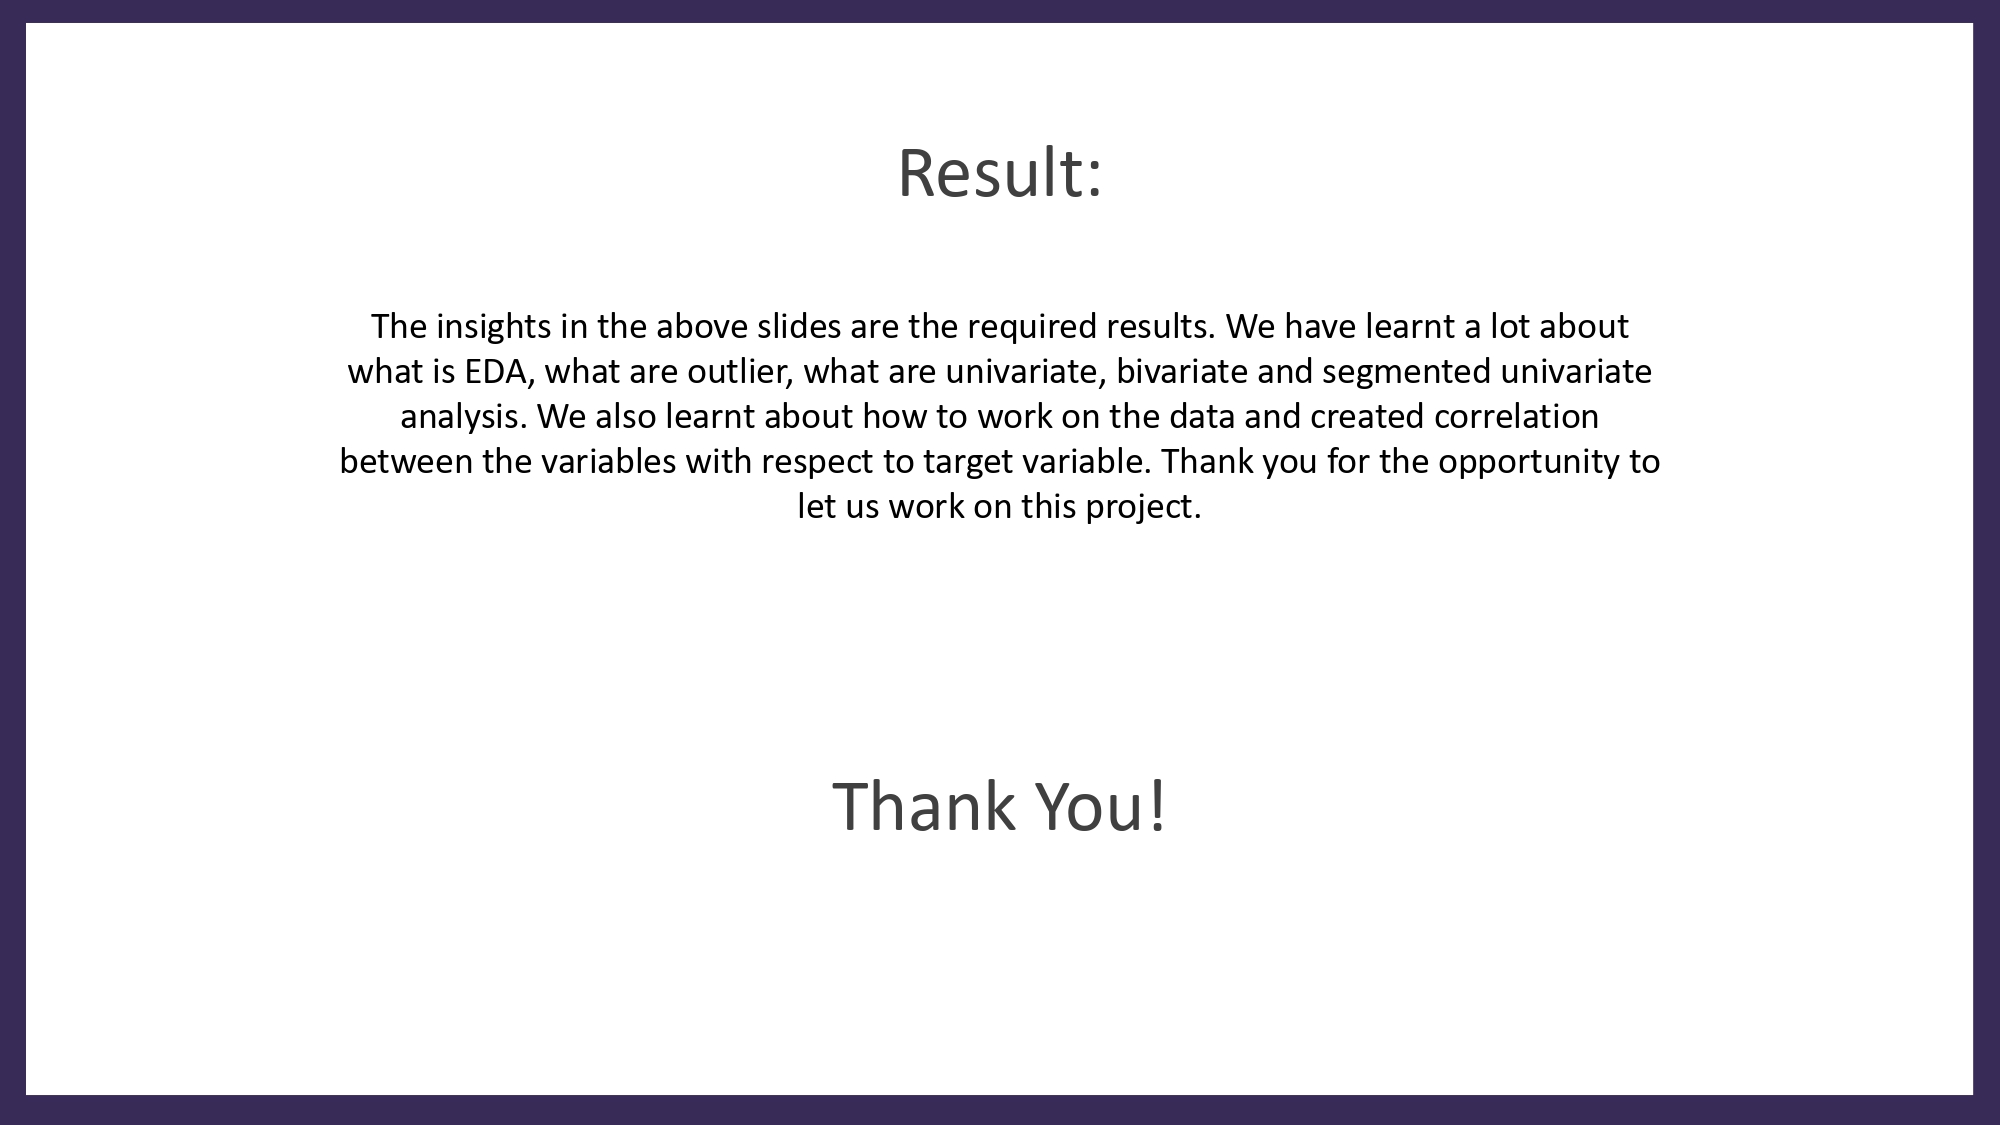 Result:
The insights in the above slides are the required results. We have learnt a lot about
what is EDA, what are outlier, what are univariate, bivariate and segmented univariate
analysis. We also learnt about how to work on the data and created correlation
between the variables with respect to target variable. Thank you for the opportunity to
let us work on this project.
Thank You!